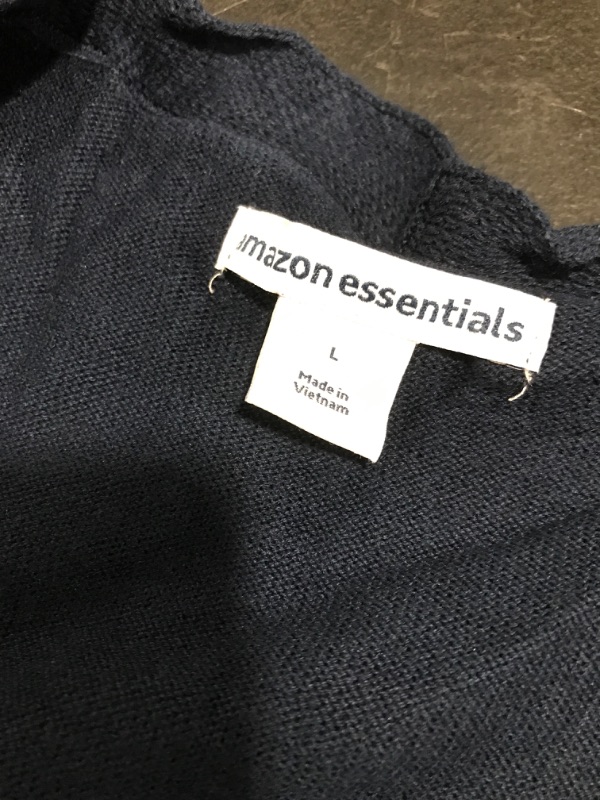 amazon essentials
L
Made in
Vietnam